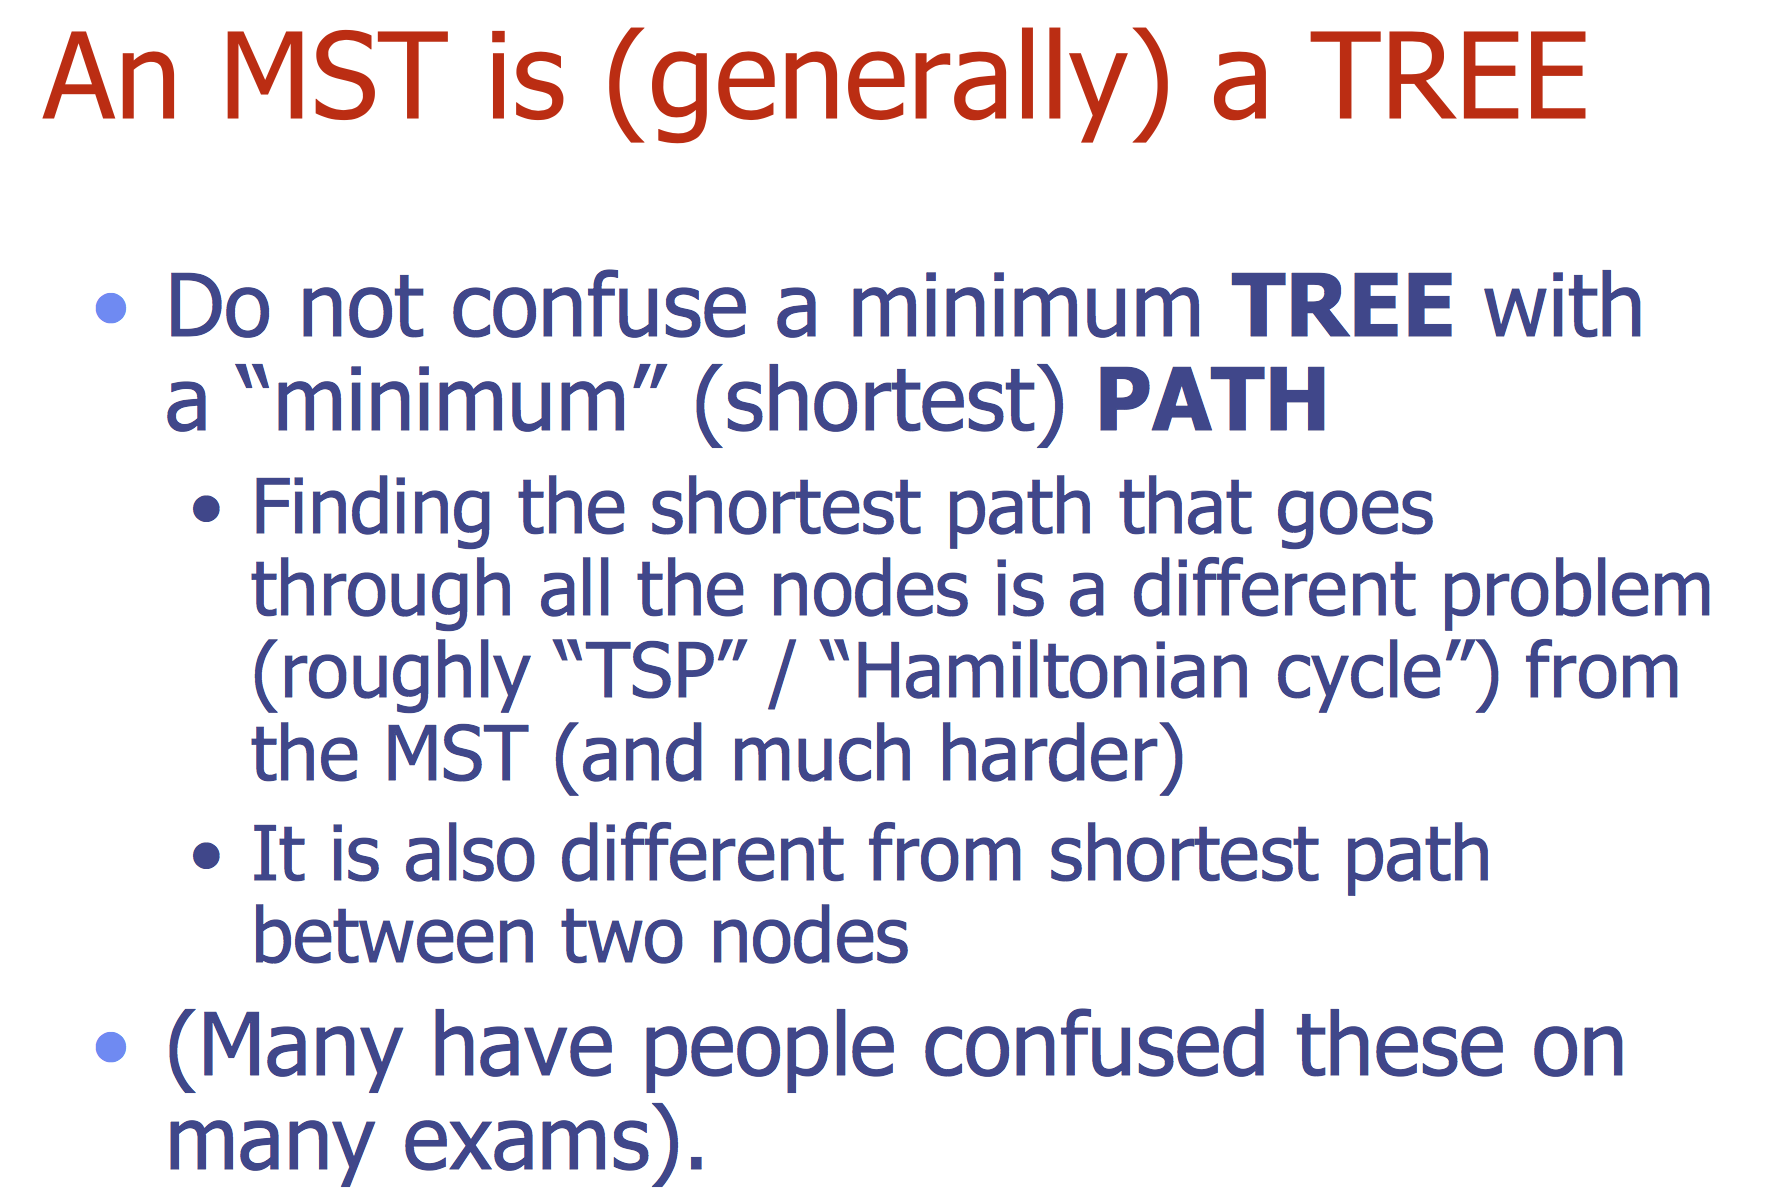 An MST is (generally) a TREE
• Do not confuse a minimum TREE with
a “minimum” (shortest) PATH
• Finding the shortest path that goes
through all the nodes is a different problem
(roughly “TSP” / “Hamiltonian cycle”) from
the MST (and much harder)
• It is also different from shortest path
between two nodes
• (Many have people confused these on
many exams).